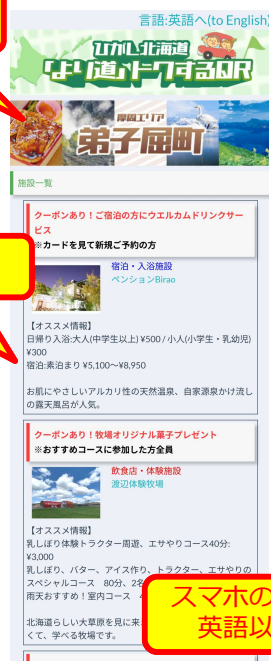 言語:英語へ(to English)
ひがし北海道
より道ドキワクするQR
摩周エリア
弟子屈町
施設一覧
クーポンあり！ご宿泊の方にウエルカムドリンクサー
ビス
※カードを見て新規ご予約の方
宿泊・入浴施設
ペンションBirao
【オススメ情報】
日帰り入浴:大人(中学生以上) ¥500 / 小人(小学生・乳幼児)
¥300
宿泊:素泊まり ¥5,100～¥8,950
お肌にやさしいアルカリ性の天然温泉、自家源泉かけ流し
の露天風呂が人気。
クーポンあり！牧場オリジナル菓子プレゼント
※おすすめコースに参加した方全員
飲食店・体験施設
渡辺体験牧場
【オススメ情報】
乳しぼり体験トラクター周遊、エサやりコース40分:
¥3,000
乳しぼり、バター、アイス作り、トラクター、エサやりの
スペシャルコース 80分、2名
雨天おすすめ！室内コース
北海道らしい大草原を見に来
くて、学べる牧場です。
スマホの
英語以